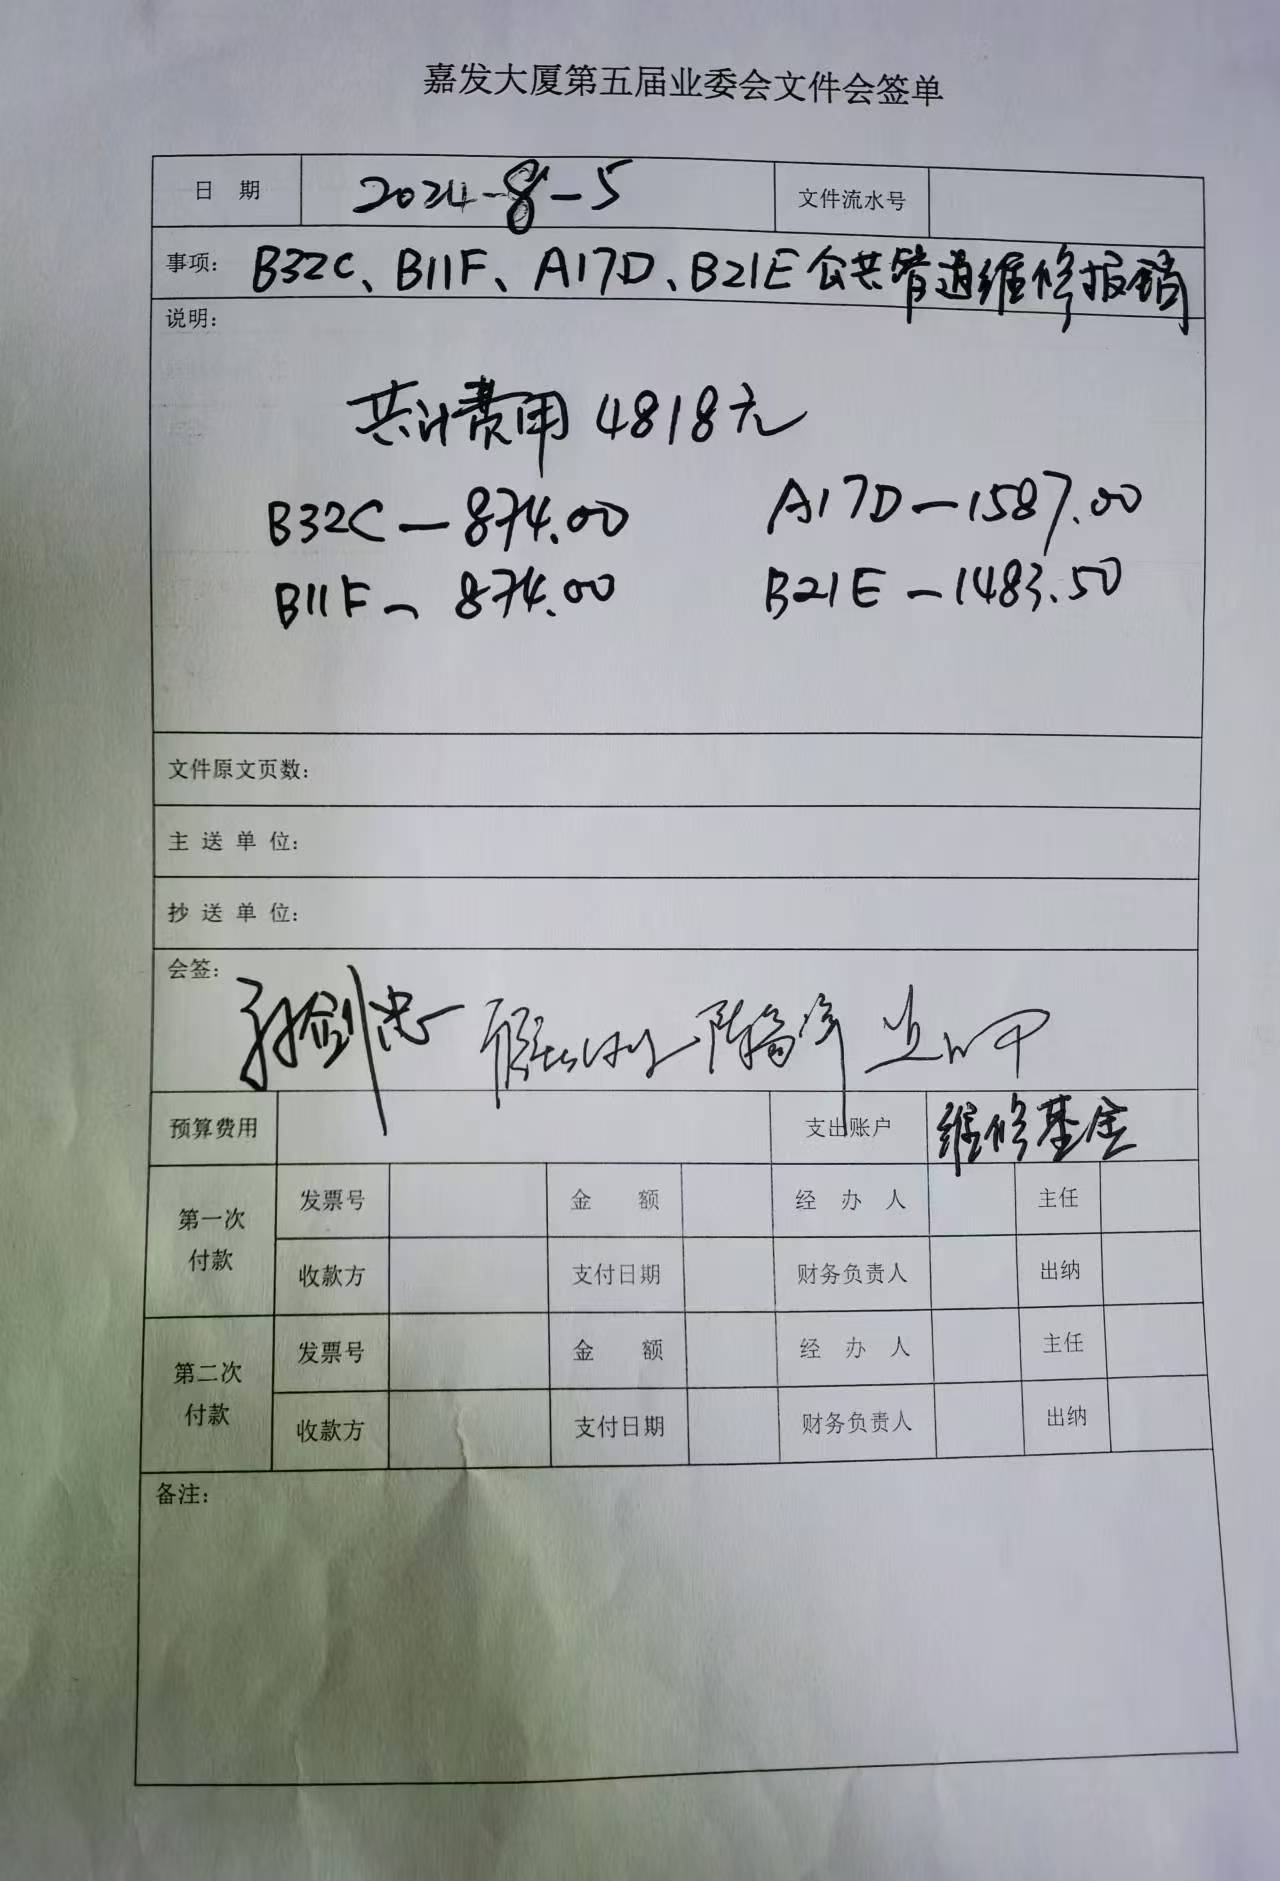 嘉发大厦第五届业委会文件会签单
日 期 2024-8-5 文件流水号
事项: B32C、B11F、A17D、B21E公共管道维修报销
说明:
共计费用 4818元
B32C — 874.00 A17D — 1587.00
B11F — 874.00 B21E — 1483.50
文件原文页数:
主 送 单 位:
抄 送 单 位:
会签: 孙剑忠
预算费用 支出账户 维修基金
第一次付款 发票号 金 额 经 办 人 主任
收款方 支付日期 财务负责人 出纳
第二次付款 发票号 金 额 经 办 人 主任
收款方 支付日期 财务负责人 出纳
备注: